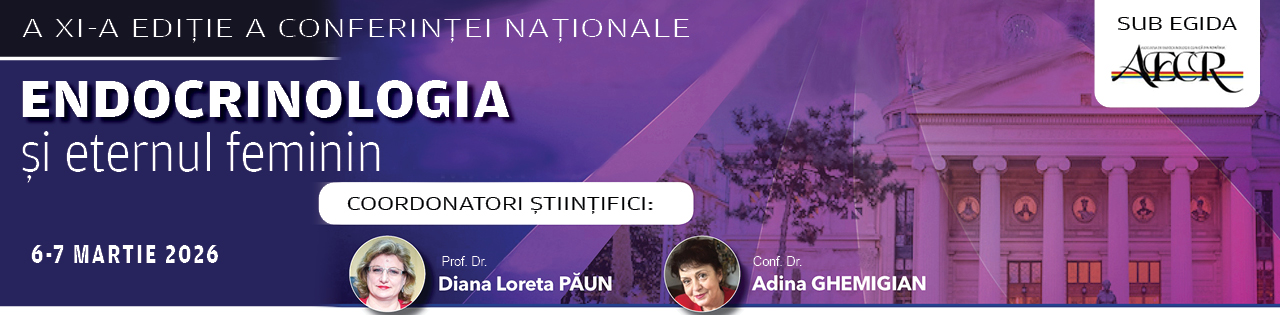 A XI-A EDIȚIE A CONFERINȚEI NAȚIONALE
SUB EGIDA
AECR
ENDOCRINOLOGIA
și eternul feminin
COORDONATORI ȘTIINȚIFICI:
6-7 MARTIE 2026
Prof. Dr.
Diana Loreta PĂUN
Conf. Dr.
Adina GHEMIGIAN